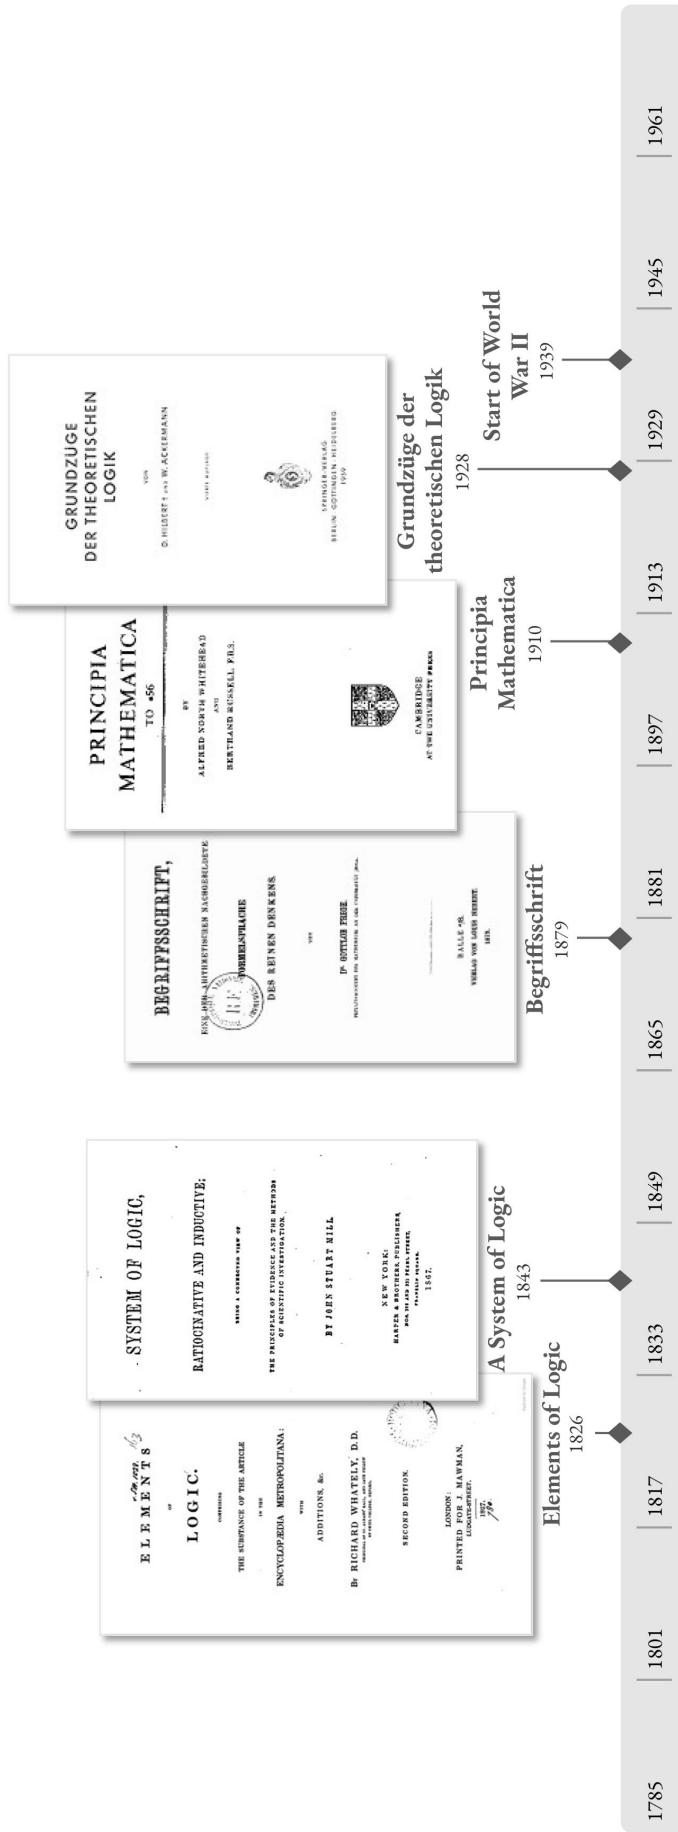 ELEMENTS
OF
LOGIC.
COMPRISING
THE SUBSTANCE OF THE ARTICLE
IN THE
ENCYCLOPÆDIA METROPOLITANA:
WITH
ADDITIONS, &c.
By RICHARD WHATELY, D.D.
SECOND EDITION.
LONDON:
PRINTED FOR J. MAWMAN,
LUDGATE-STREET.
1827.
Elements of Logic
1826
SYSTEM OF LOGIC,
RATIOCINATIVE AND INDUCTIVE;
BEING A CONNECTED VIEW OF
THE PRINCIPLES OF EVIDENCE AND THE METHODS
OF SCIENTIFIC INVESTIGATION.
BY JOHN STUART MILL
NEW YORK:
HARPER & BROTHERS, PUBLISHERS,
FRANKLIN SQUARE.
1867.
A System of Logic
1843
BEGRIFFSSCHRIFT,
EINE DER ARITHMETISCHEN NACHGEBILDETE
FORMELSPRACHE
DES REINEN DENKENS.
VON
DR GOTTLOB FREGE.
HALLE a/S.
VERLAG VON LOUIS NEBERT.
1879.
Begriffsschrift
1879
PRINCIPIA
MATHEMATICA
TO *56
BY
ALFRED NORTH WHITEHEAD
AND
BERTRAND RUSSELL, F.R.S.
CAMBRIDGE
AT THE UNIVERSITY PRESS
Principia
Mathematica
1910
GRUNDZÜGE
DER THEORETISCHEN
LOGIK
VON
D. HILBERT † UND W. ACKERMANN
VIERTE AUFLAGE
SPRINGER-VERLAG
BERLIN · GÖTTINGEN · HEIDELBERG
1959
Grundzüge der
theoretischen Logik
1928
Start of World
War II
1939
1785
1801
1817
1833
1849
1865
1881
1897
1913
1929
1945
1961